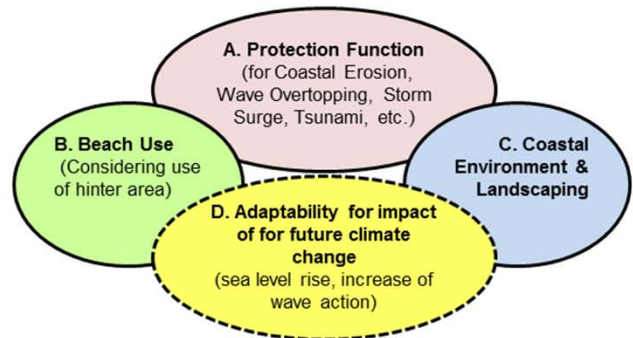 A. Protection Function
(for Coastal Erosion,
Wave Overtopping, Storm
Surge, Tsunami, etc.)
B. Beach Use
(Considering use
of hinter area)
C. Coastal
Environment &
Landscaping
D. Adaptability for impact
of for future climate
change
(sea level rise, increase of
wave action)